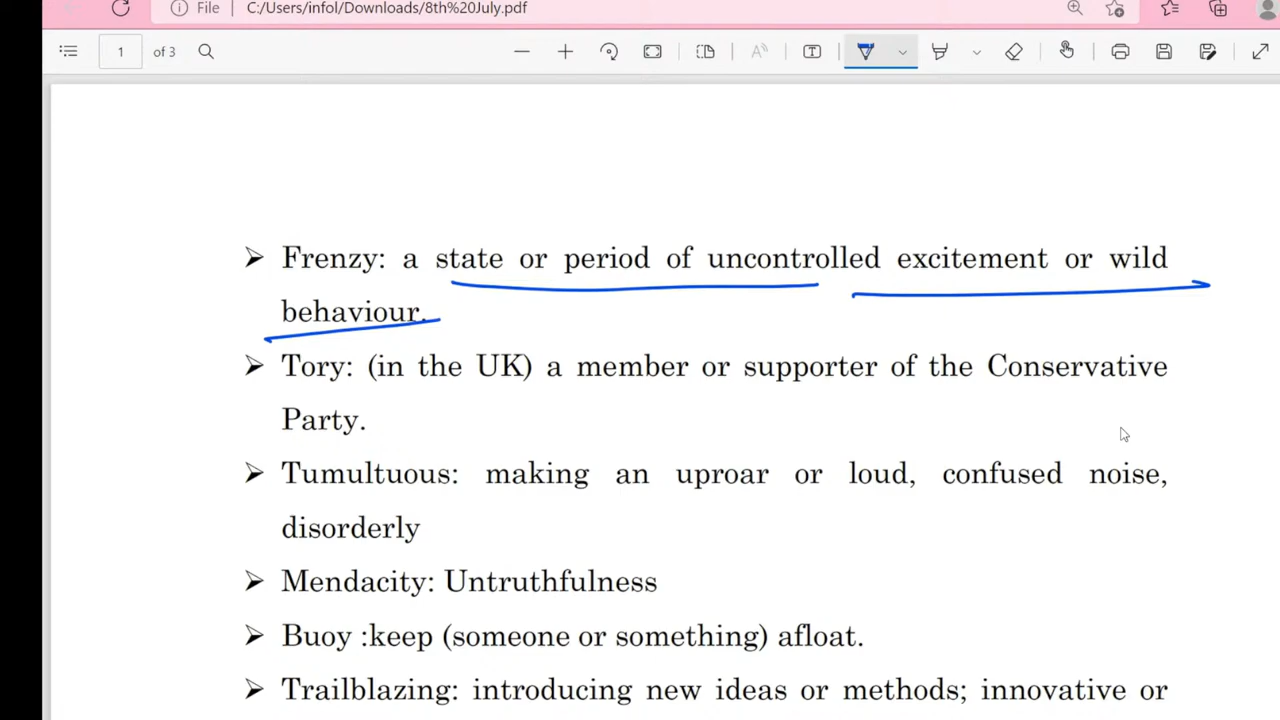 File C:/Users/infol/Downloads/8th%20July.pdf
1 of 3
➢ Frenzy: a state or period of uncontrolled excitement or wild
behaviour.
➢ Tory: (in the UK) a member or supporter of the Conservative
Party.
➢ Tumultuous: making an uproar or loud, confused noise,
disorderly
➢ Mendacity: Untruthfulness
➢ Buoy :keep (someone or something) afloat.
➢ Trailblazing: introducing new ideas or methods; innovative or